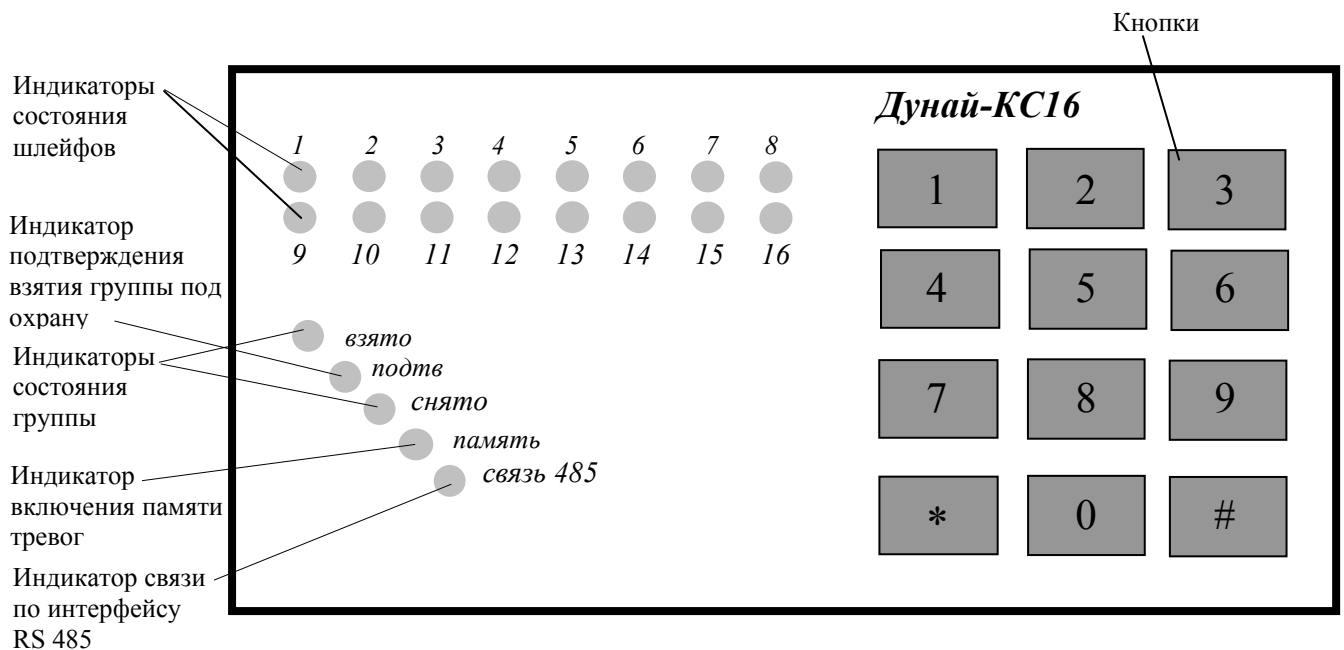 Кнопки
Индикаторы
состояния
шлейфов
Дунай-КС16
1 2 3 4 5 6 7 8
9 10 11 12 13 14 15 16
Индикатор
подтверждения
взятия группы под
охрану
Индикаторы
состояния
группы
Индикатор
включения памяти
тревог
Индикатор связи
по интерфейсу
RS 485
взято
подтв
снято
память
связь 485
1 2 3
4 5 6
7 8 9
* 0 #